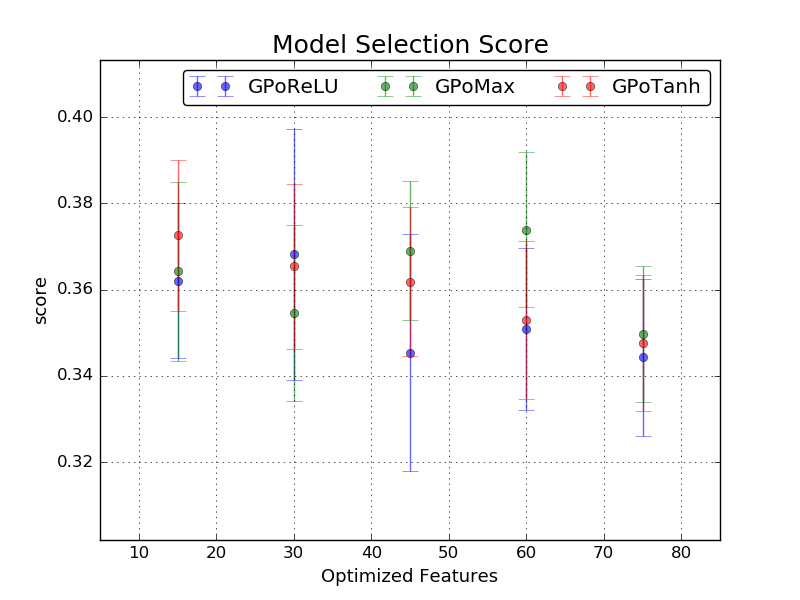 Model Selection Score
GPoReLU GPoMax GPoTanh
0.40
0.38
0.36
0.34
0.32
score
10 20 30 40 50 60 70 80
Optimized Features